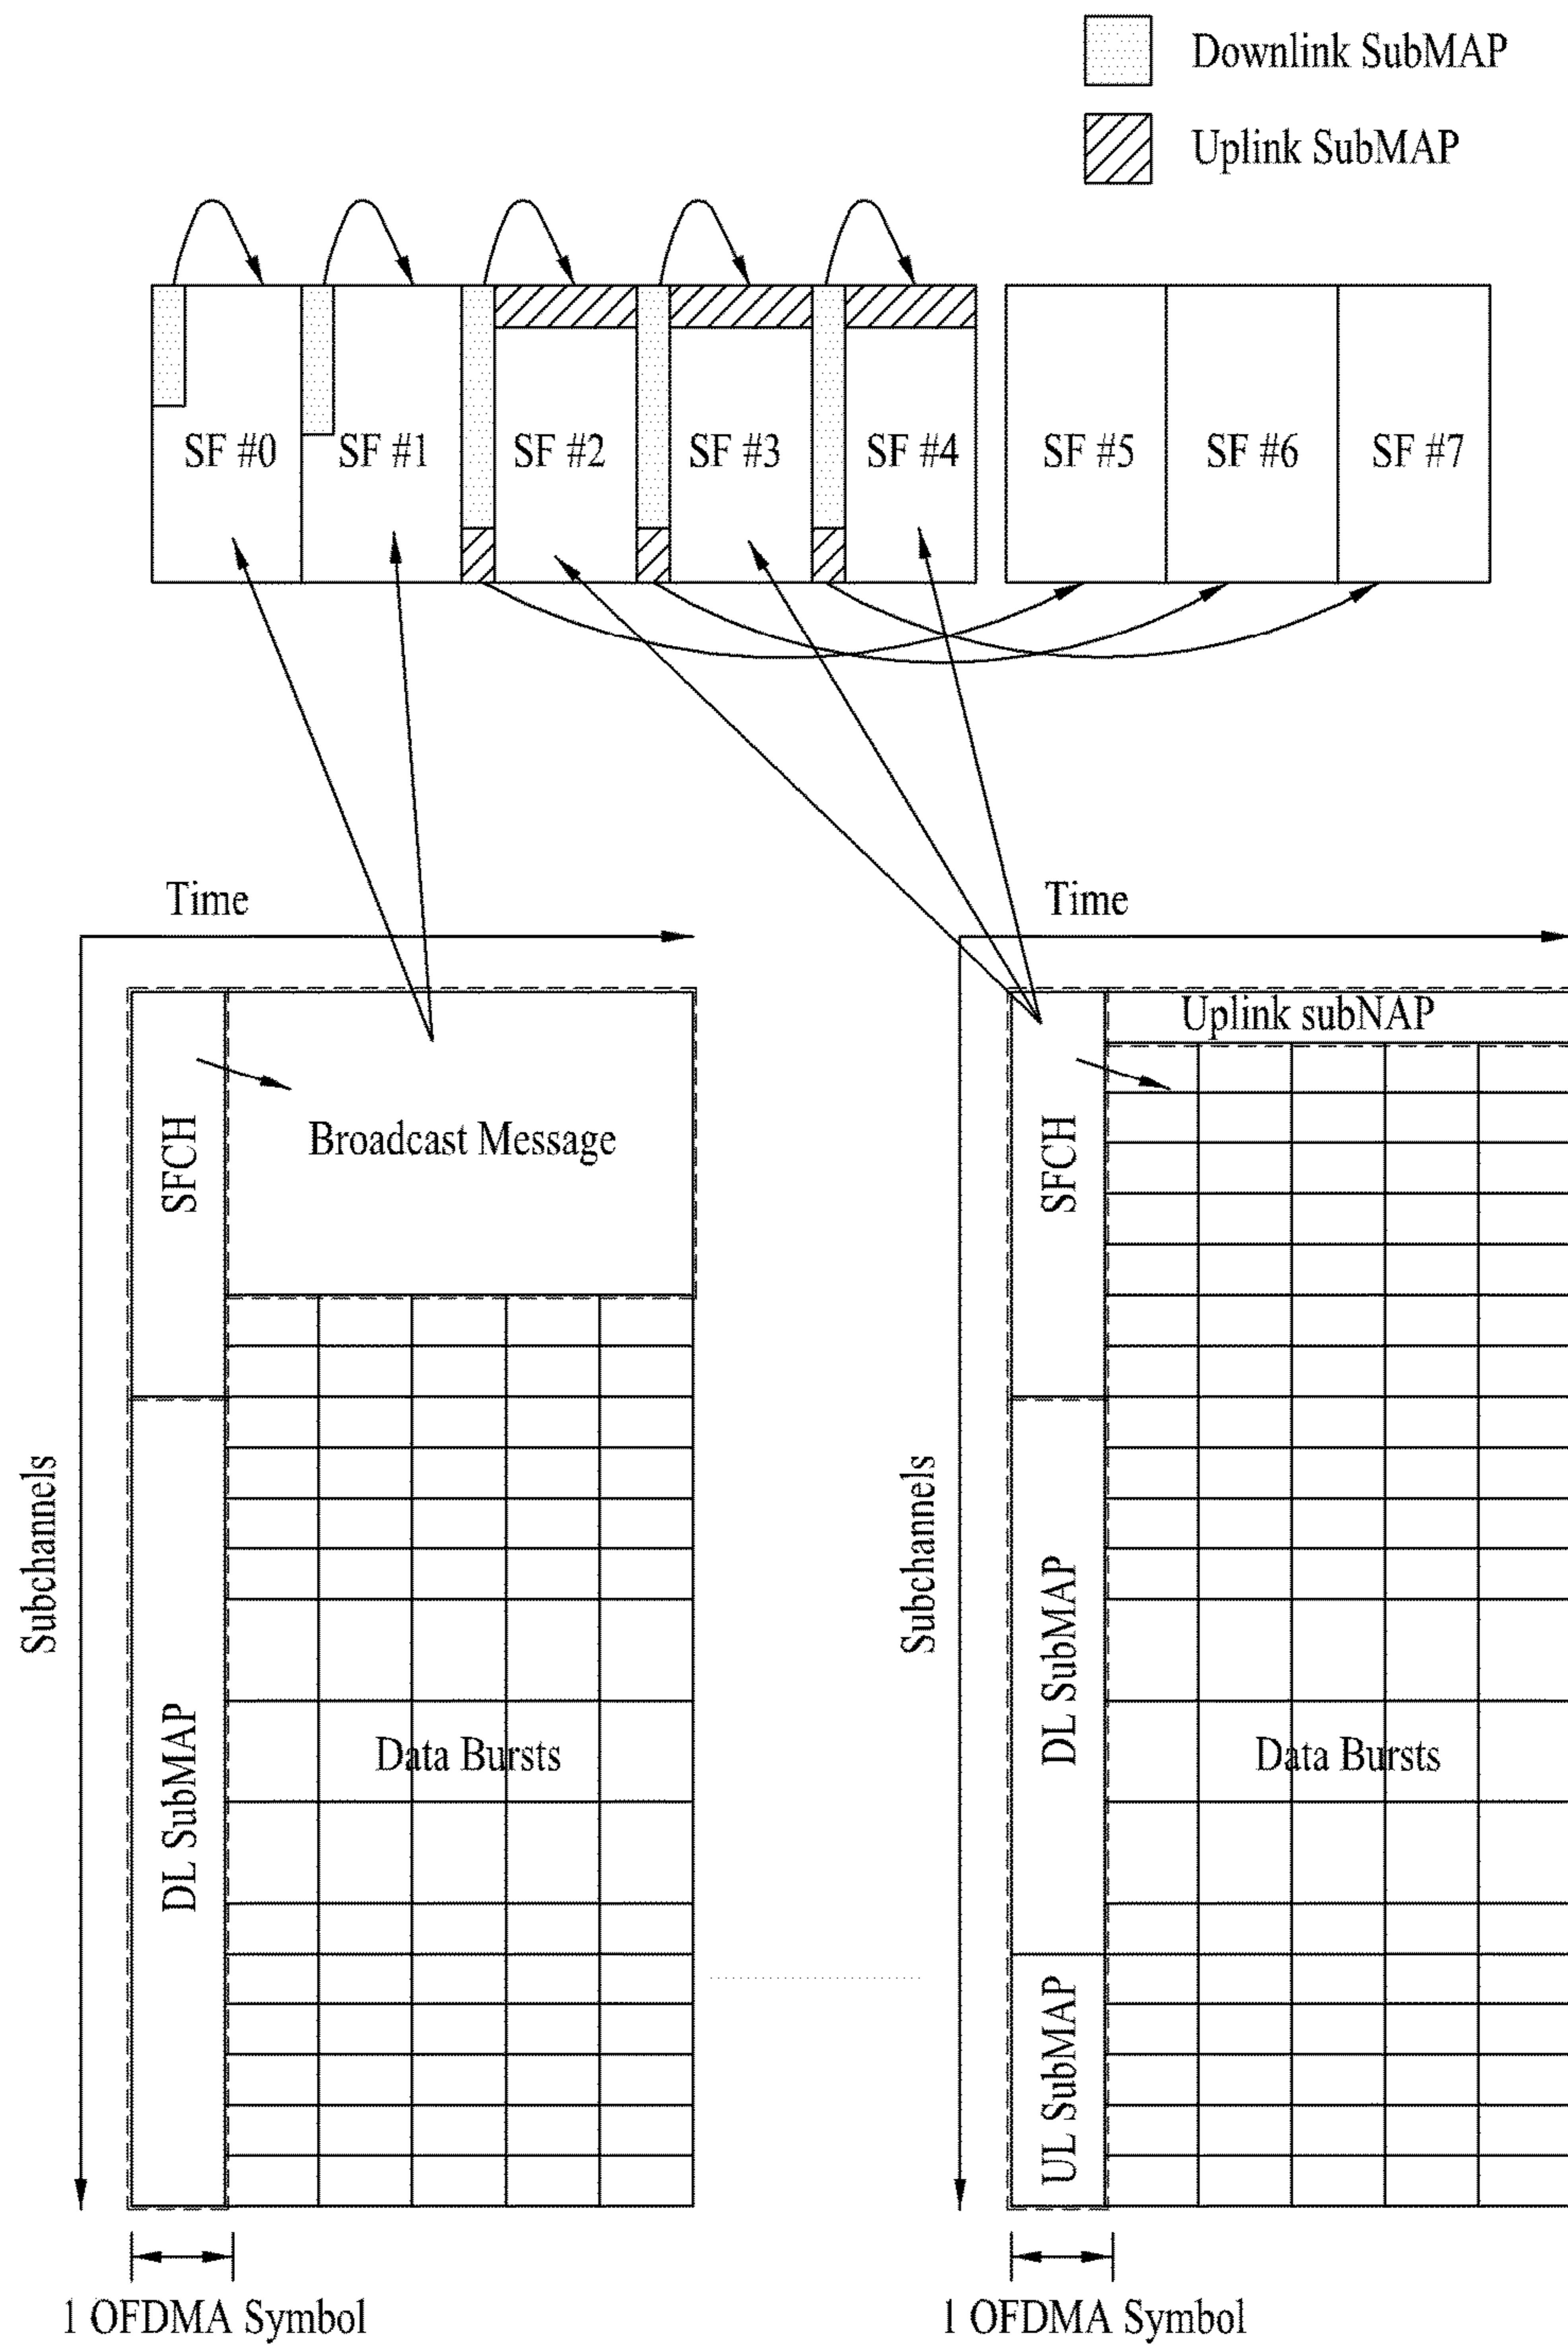 Downlink SubMAP
Uplink SubMAP
SF #0
SF #1
SF #2
SF #3
SF #4
SF #5
SF #6
SF #7
Time
Time
Uplink subNAP
SFCH
Broadcast Message
SFCH
Subchannels
DL SubMAP
Data Bursts
Subchannels
DL SubMAP
Data Bursts
UL SubMAP
1 OFDMA Symbol
1 OFDMA Symbol